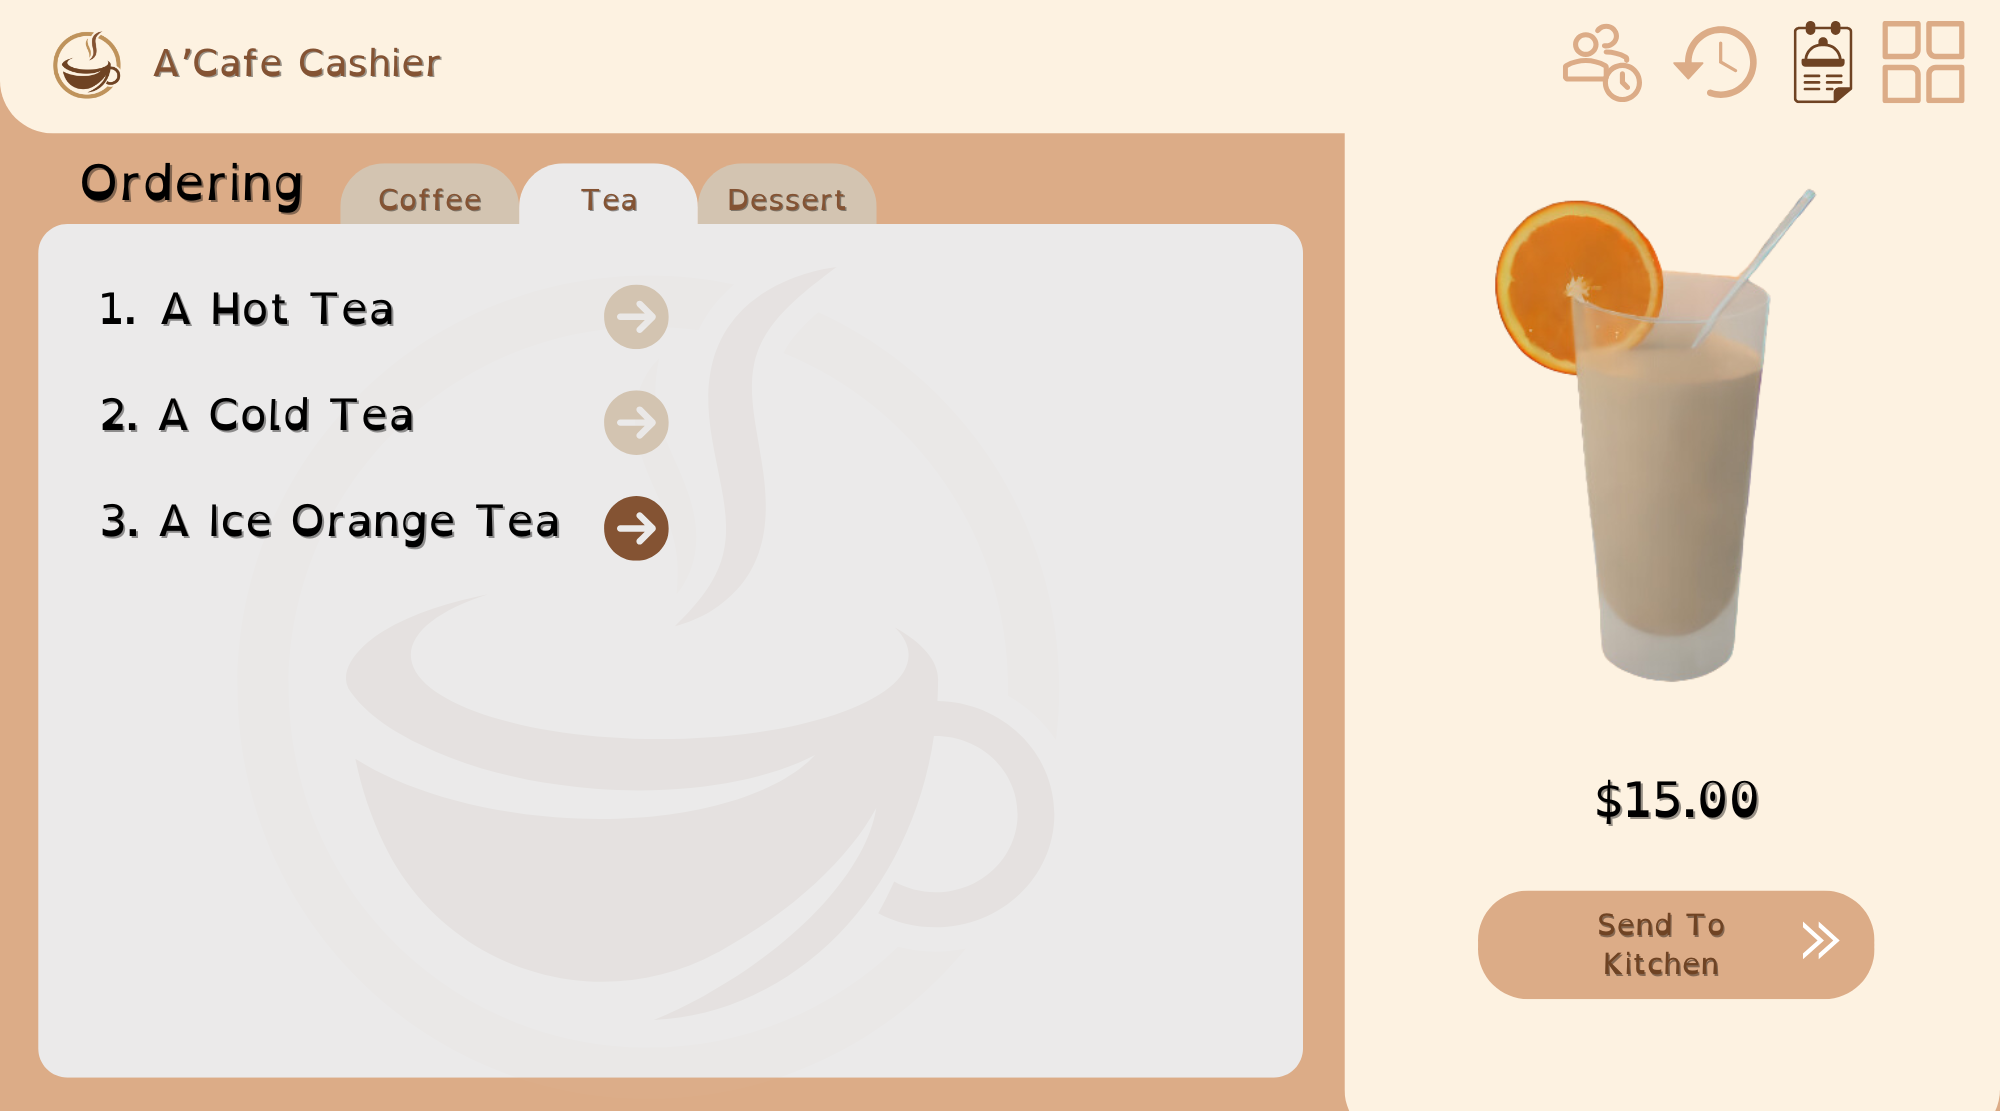 A’Cafe Cashier
Ordering
Coffee
Tea
Dessert
1. A Hot Tea
2. A Cold Tea
3. A Ice Orange Tea
$15.00
Send To
Kitchen